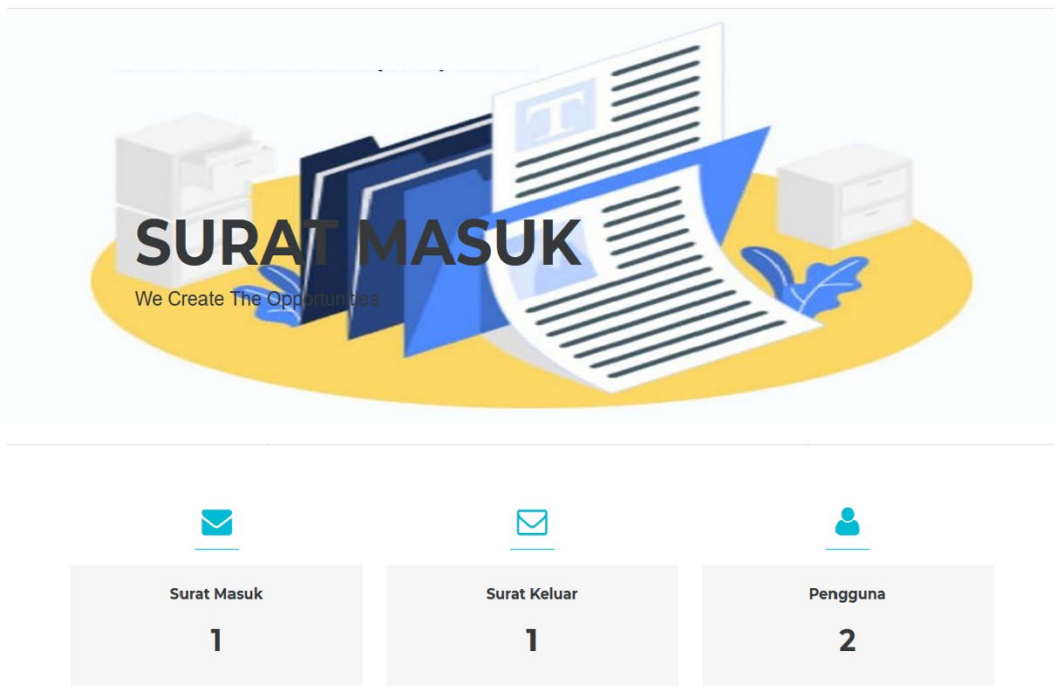 SURAT MASUK
We Create The Opportunities
Surat Masuk
Surat Keluar
Pengguna
1
1
2